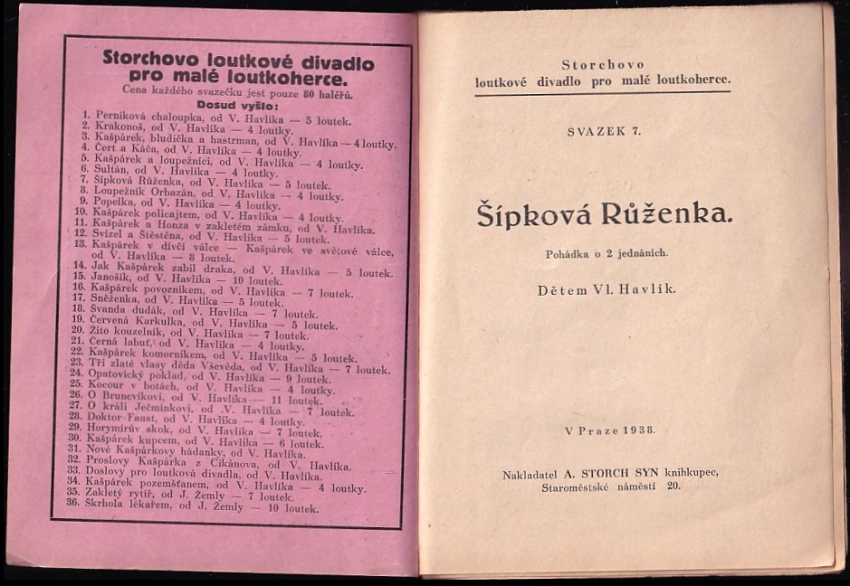 Storchovo loutkové divadlo
pro malé loutkoherce.
Cena každého svazečku jest pouze 80 haléřů.
Dosud vyšlo:
1. Perníková chaloupka, od V. Havlíka — 5 loutek.
2. Krakonoš, od V. Havlíka — 4 loutky.
3. Kašpárek, bludička a hastrman, od V. Havlíka — 4 loutky.
4. Čert a Káča, od V. Havlíka — 4 loutky.
5. Kašpárek a loupežníci, od V. Havlíka — 4 loutky.
6. Sultán, od V. Havlíka — 4 loutky.
7. Šípková Růženka, od V. Havlíka — 5 loutek.
8. Loupežník Orbazán, od V. Havlíka — 4 loutky.
9. Popelka, od V. Havlíka — 4 loutky.
10. Kašpárek policajtem, od V. Havlíka — 4 loutky.
11. Kašpárek a Honza v zakletém zámku, od V. Havlíka.
12. Svízel a Štěstěna, od V. Havlíka — 5 loutek.
13. Kašpárek v dívčí válce — Kašpárek ve světové válce,
od V. Havlíka — 8 loutek.
14. Jak Kašpárek zabil draka, od V. Havlíka — 5 loutek.
15. Janošík, od V. Havlíka — 10 loutek.
16. Kašpárek povozníkem, od V. Havlíka — 7 loutek.
17. Sněženka, od V. Havlíka — 5 loutek.
18. Švanda dudák, od V. Havlíka — 7 loutek.
19. Červená Karkulka, od V. Havlíka — 5 loutek.
20. Žito kouzelník, od V. Havlíka — 7 loutek.
21. Černá labuť, od V. Havlíka — 4 loutky.
22. Kašpárek komorníkem, od V. Havlíka — 5 loutek.
23. Tři zlaté vlasy děda Vševěda, od V. Havlíka — 7 loutek.
24. Opatovický poklad, od V. Havlíka — 9 loutek.
25. Kocour v botách, od V. Havlíka — 4 loutky.
26. O Brunevíkovi, od V. Havlíka — 11 loutek.
27. O králi Ječmínkovi, od .V. Havlíka — 7 loutek.
28. Doktor Faust, od V. Havlíka — 4 loutky.
29. Horymírův skok, od V. Havlíka — 7 loutek.
30. Kašpárek kupcem, od V. Havlíka — 6 loutek.
31. Nové Kašpárkovy hádanky, od V. Havlíka.
32. Proslovy Kašpárka z Cikánova, od V. Havlíka.
33. Doslovy pro loutková divadla, od V. Havlíka.
34. Kašpárek pozemšťanem, od V. Havlíka — 4 loutky.
35. Zakletý rytíř, od J. Žemly — 7 loutek.
36. Škrhola lékařem, od J. Žemly — 10 loutek.
Storchovo
loutkové divadlo pro malé loutkoherce.
SVAZEK 7.
Šípková Růženka.
Pohádka o 2 jednáních.
Dětem Vl. Havlík.
V Praze 1938.
Nakladatel A. STORCH SYN knihkupec,
Staroměstské náměstí 20.